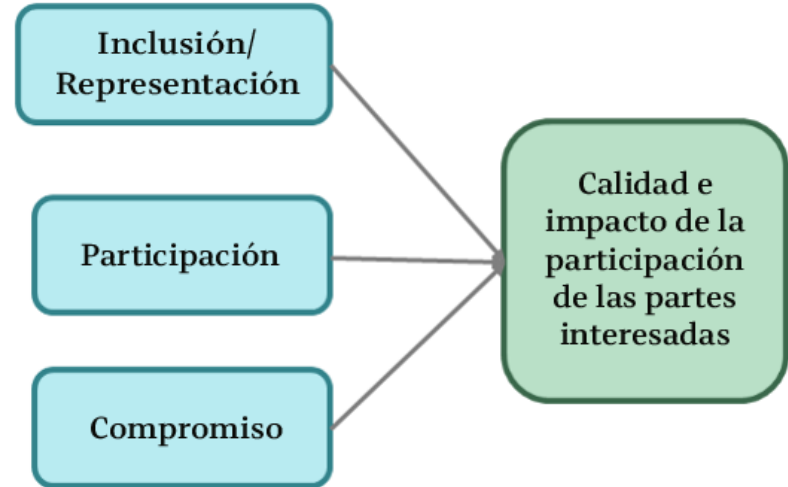 Inclusión/
Representación
Participación
Compromiso
Calidad e
impacto de la
participación
de las partes
interesadas